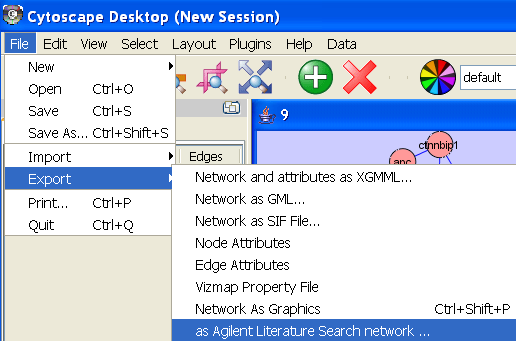 Cytoscape Desktop (New Session)
File Edit View Select Layout Plugins Help Data
New
Open Ctrl+O
Save Ctrl+S
Save As... Ctrl+Shift+S
Import
Export
Print... Ctrl+P
Quit Ctrl+Q
default
9
Edges
ctnnbip1
apc
Network and attributes as XGMML...
Network as GML...
Network as SIF File...
Node Attributes
Edge Attributes
Vizmap Property File
Network As Graphics Ctrl+Shift+P
as Agilent Literature Search network ...